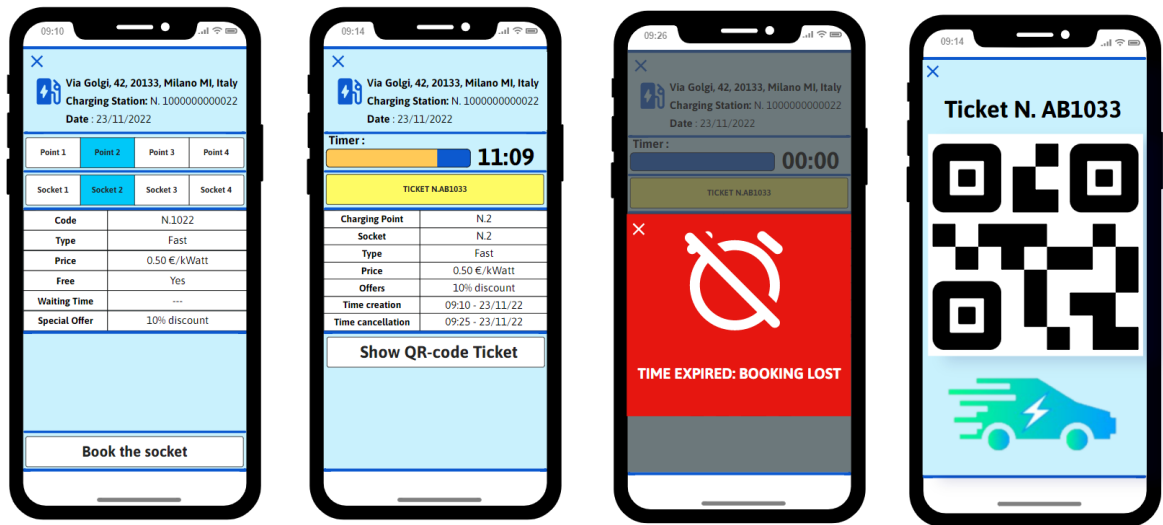 09:10
Via Golgi, 42, 20133, Milano MI, Italy
Charging Station: N. 1000000000022
Date : 23/11/2022
Point 1 Point 2 Point 3 Point 4
Socket 1 Socket 2 Socket 3 Socket 4
Code N.1022
Type Fast
Price 0.50 €/kWatt
Free Yes
Waiting Time ---
Special Offer 10% discount
Book the socket
09:14
Via Golgi, 42, 20133, Milano MI, Italy
Charging Station: N. 1000000000022
Date : 23/11/2022
Timer :
11:09
TICKET N.AB1033
Charging Point N.2
Socket N.2
Type Fast
Price 0.50 €/kWatt
Offers 10% discount
Time creation 09:10 - 23/11/22
Time cancellation 09:25 - 23/11/22
Show QR-code Ticket
09:26
Via Golgi, 42, 20133, Milano MI, Italy
Charging Station: N. 1000000000022
Date : 23/11/2022
Timer :
00:00
TICKET N.AB1033
TIME EXPIRED: BOOKING LOST
09:14
Ticket N. AB1033